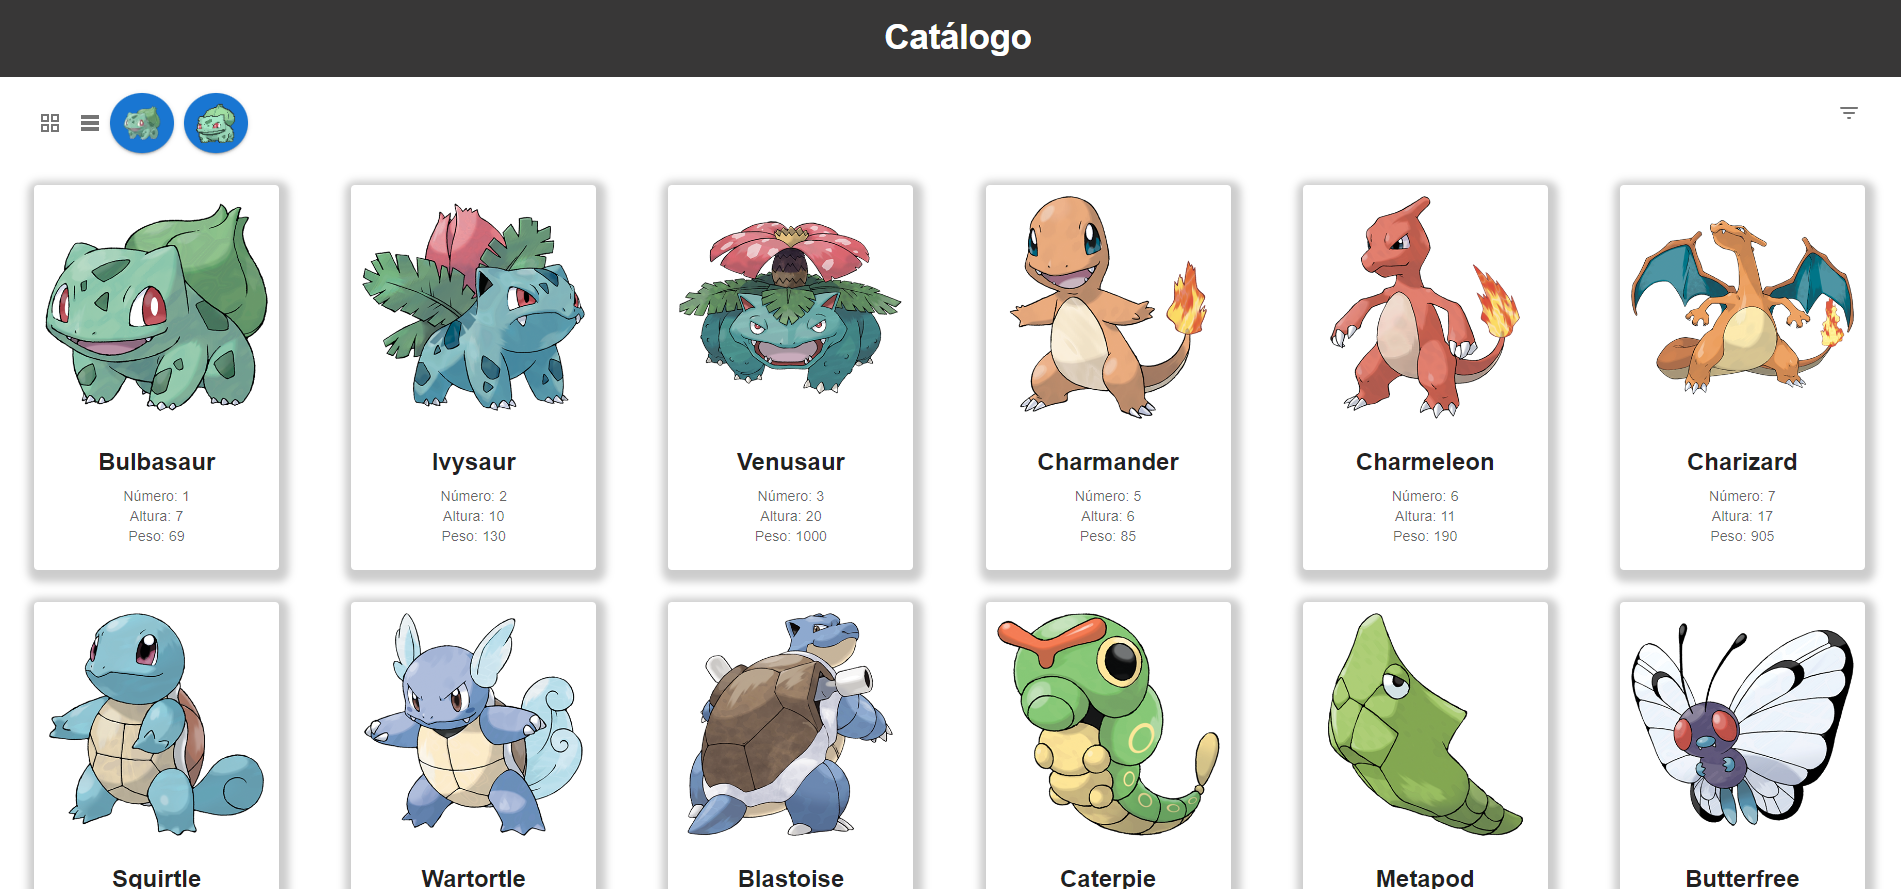 Catálogo
Bulbasaur
Número: 1
Altura: 7
Peso: 69
Ivysaur
Número: 2
Altura: 10
Peso: 130
Venusaur
Número: 3
Altura: 20
Peso: 1000
Charmander
Número: 5
Altura: 6
Peso: 85
Charmeleon
Número: 6
Altura: 11
Peso: 190
Charizard
Número: 7
Altura: 17
Peso: 905
Squirtle
Wartortle
Blastoise
Caterpie
Metapod
Butterfree